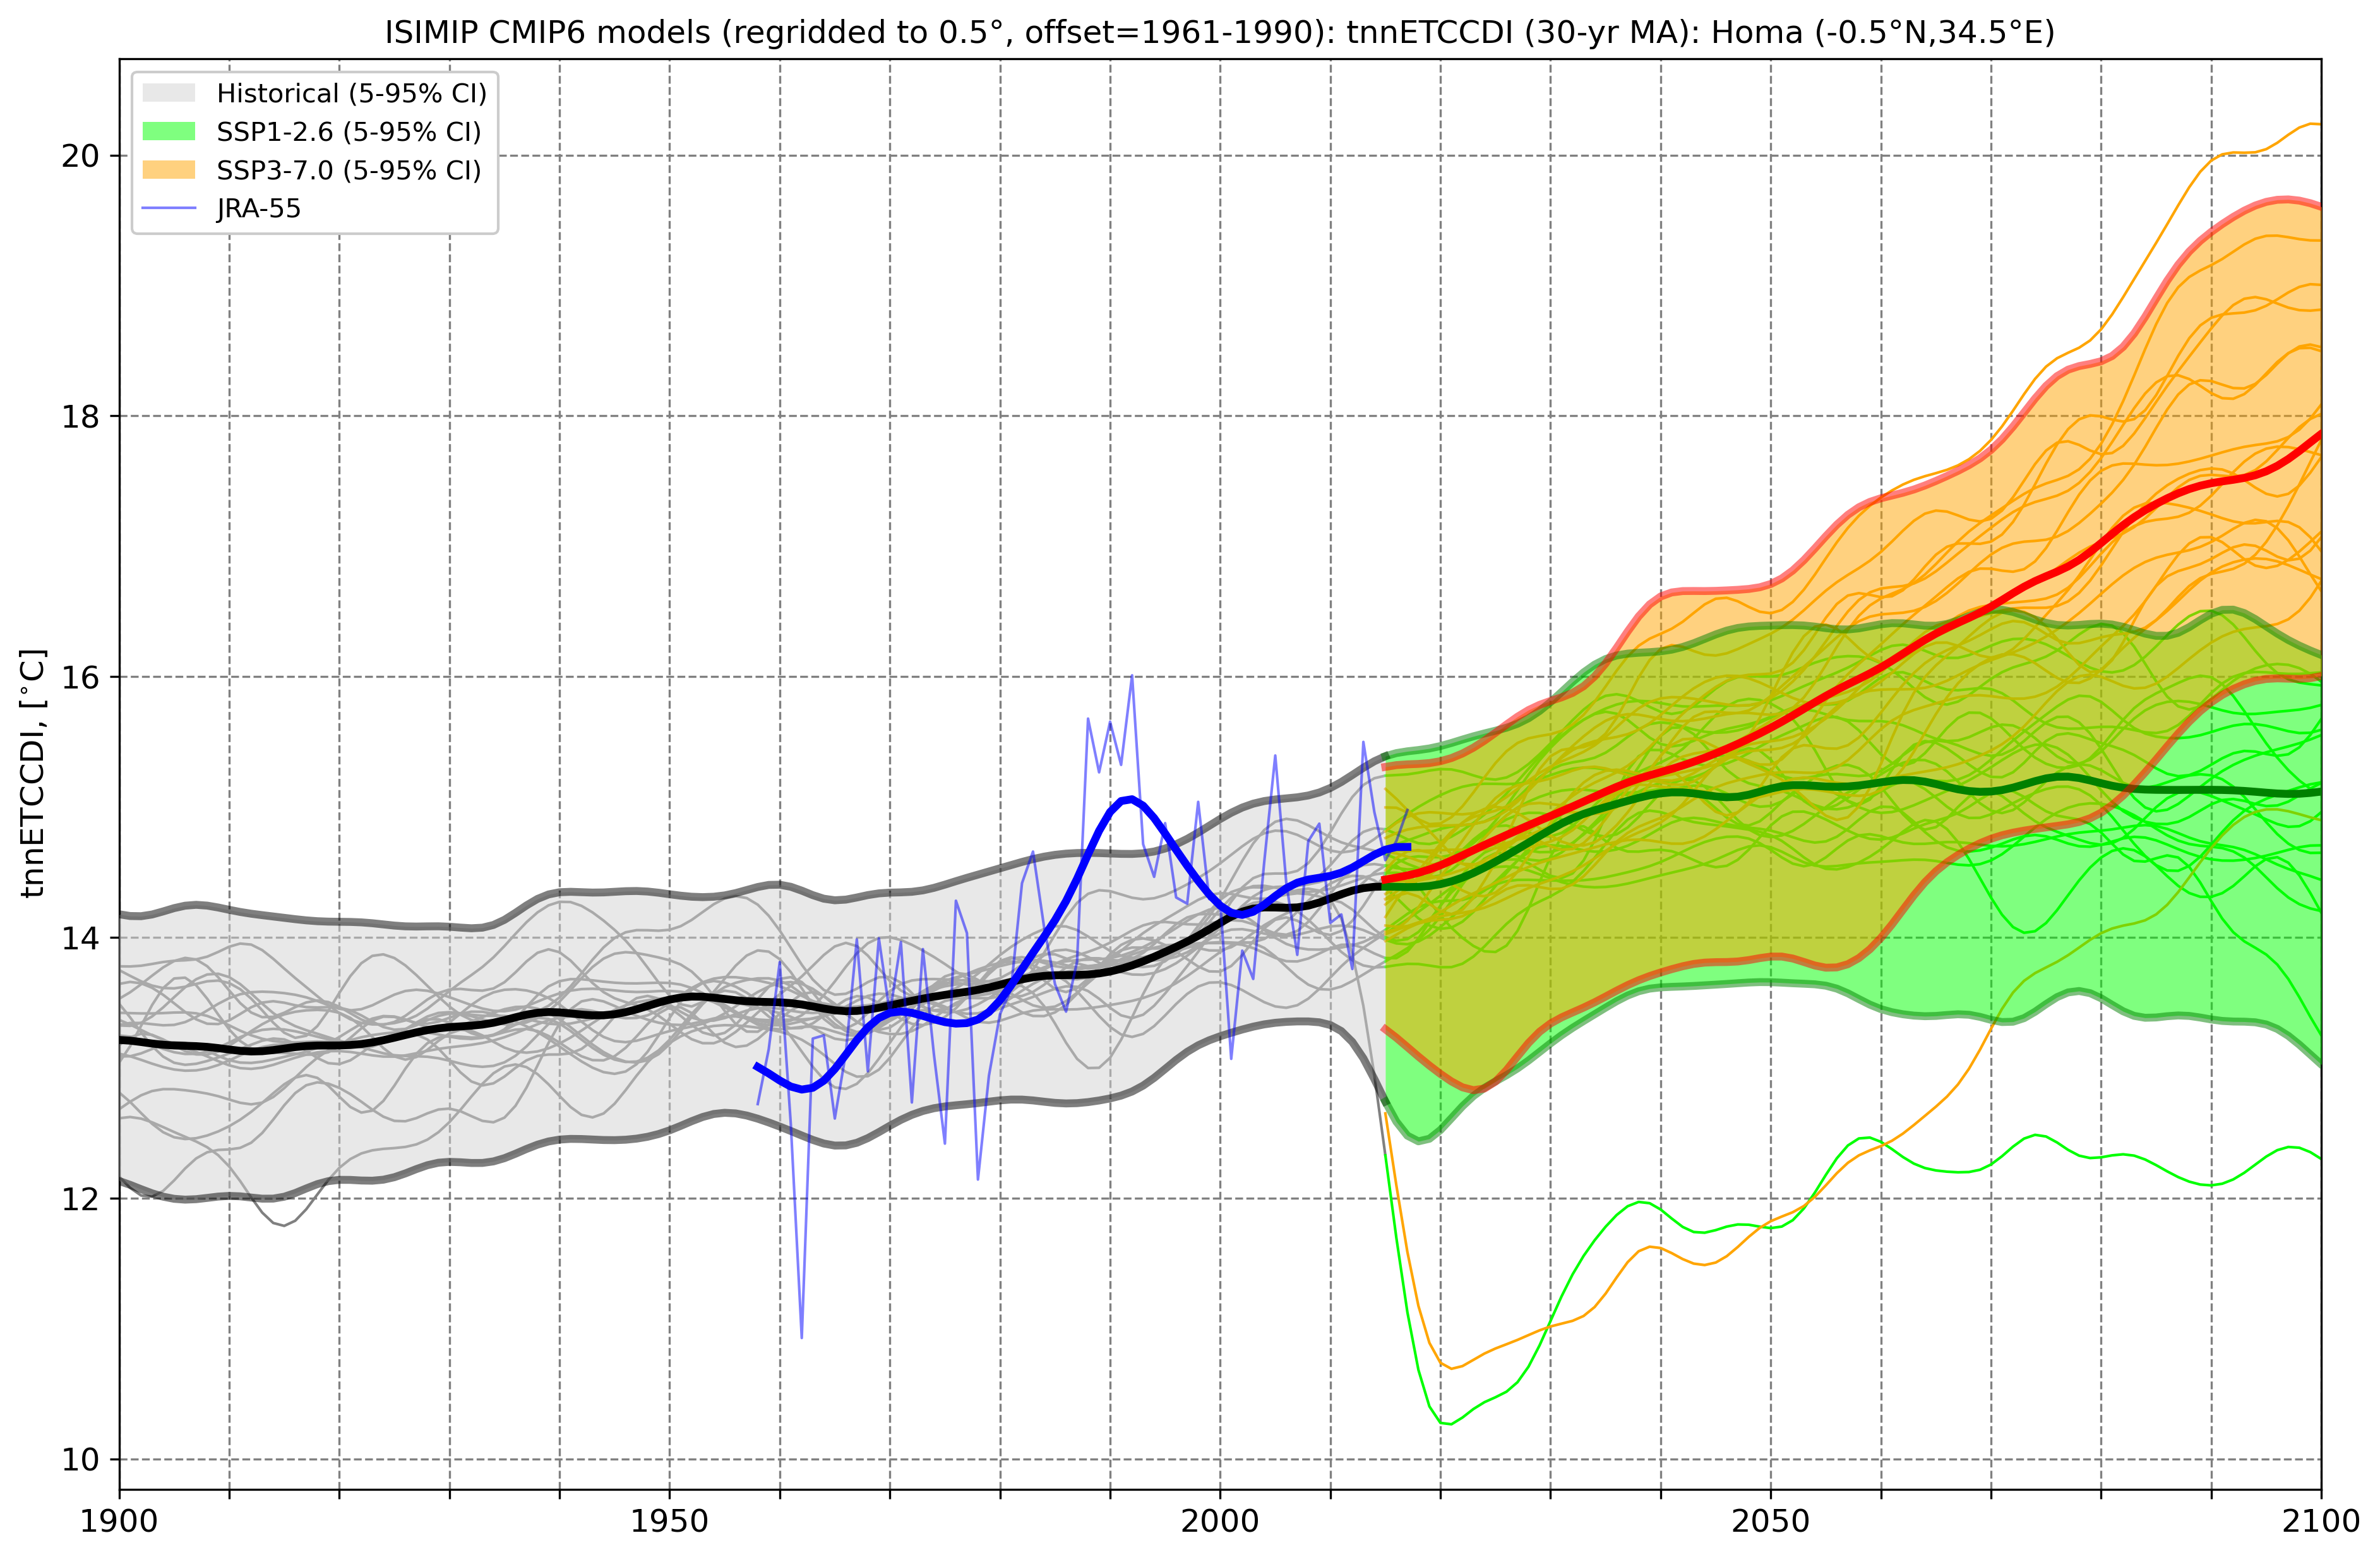 ISIMIP CMIP6 models (regridded to 0.5°, offset=1961-1990): tnnETCCDI (30-yr MA): Homa (-0.5°N,34.5°E)
Historical (5-95% CI)
SSP1-2.6 (5-95% CI)
SSP3-7.0 (5-95% CI)
JRA-55
tnnETCCDI, [°C]
20
18
16
14
12
10
1900
1950
2000
2050
2100